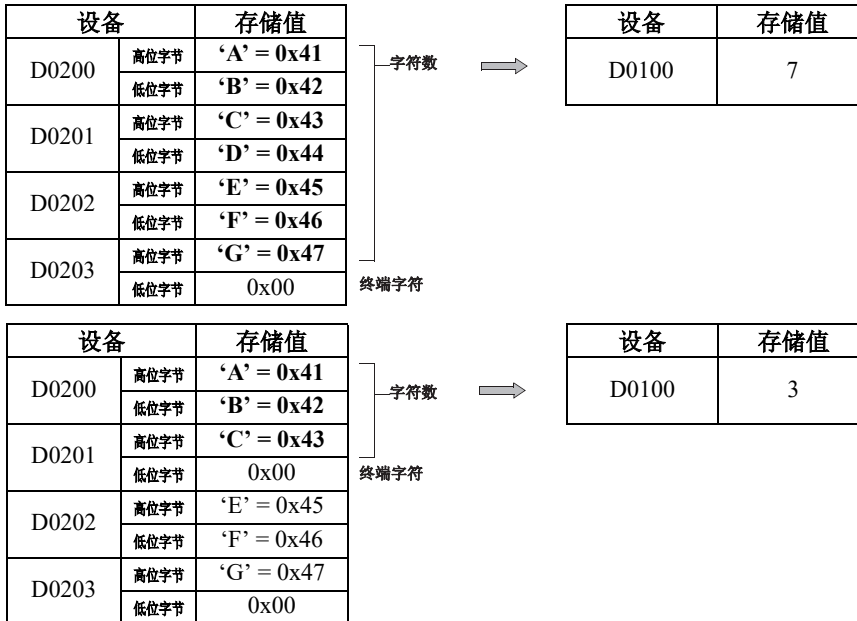 设备 存储值 设备 存储值
D0200 高位字节 ‘A’ = 0x41 字符数 D0100 7
低位字节 ‘B’ = 0x42
D0201 高位字节 ‘C’ = 0x43
低位字节 ‘D’ = 0x44
D0202 高位字节 ‘E’ = 0x45
低位字节 ‘F’ = 0x46
D0203 高位字节 ‘G’ = 0x47
低位字节 0x00 终端字符
设备 存储值 设备 存储值
D0200 高位字节 ‘A’ = 0x41 字符数 D0100 3
低位字节 ‘B’ = 0x42
D0201 高位字节 ‘C’ = 0x43
低位字节 0x00 终端字符
D0202 高位字节 ‘E’ = 0x45
低位字节 ‘F’ = 0x46
D0203 高位字节 ‘G’ = 0x47
低位字节 0x00